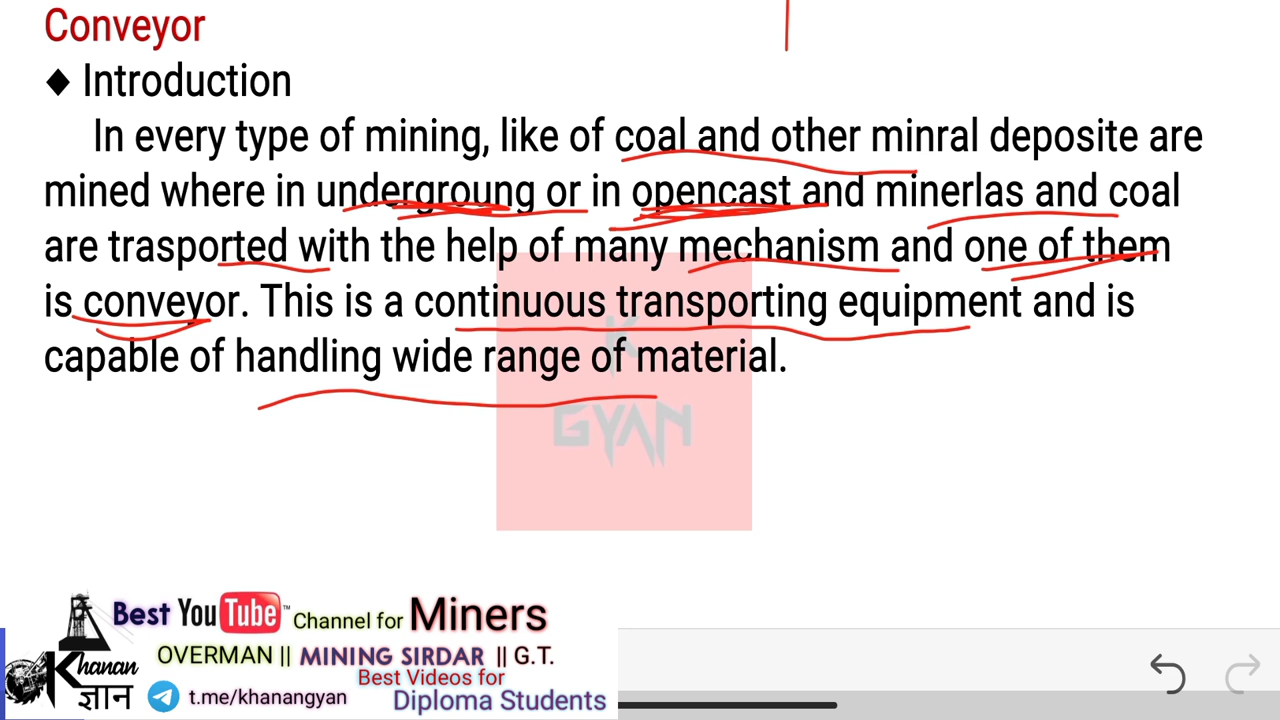 Conveyor
◆ Introduction
In every type of mining, like of coal and other minral deposite are
mined where in undergroung or in opencast and minerlas and coal
are trasported with the help of many mechanism and one of them
is conveyor. This is a continuous transporting equipment and is
capable of handling wide range of material.
K
GYAN
Best YouTube™ Channel for Miners
OVERMAN || MINING SIRDAR || G.T.
Best Videos for
Diploma Students
Khanan
ज्ञान
t.me/khanangyan